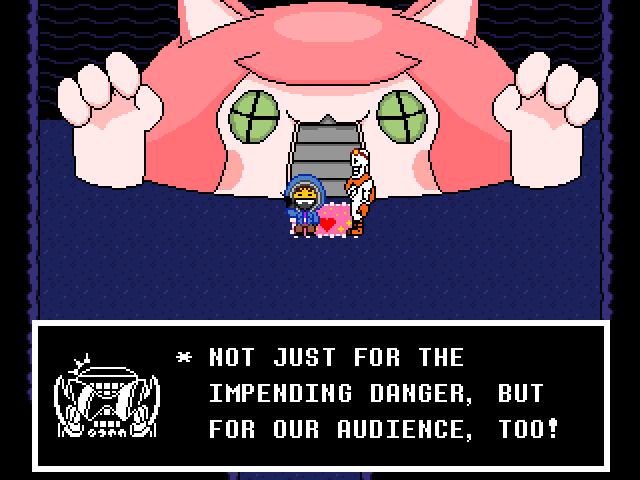 * NOT JUST FOR THE
IMPENDING DANGER, BUT
FOR OUR AUDIENCE, TOO!